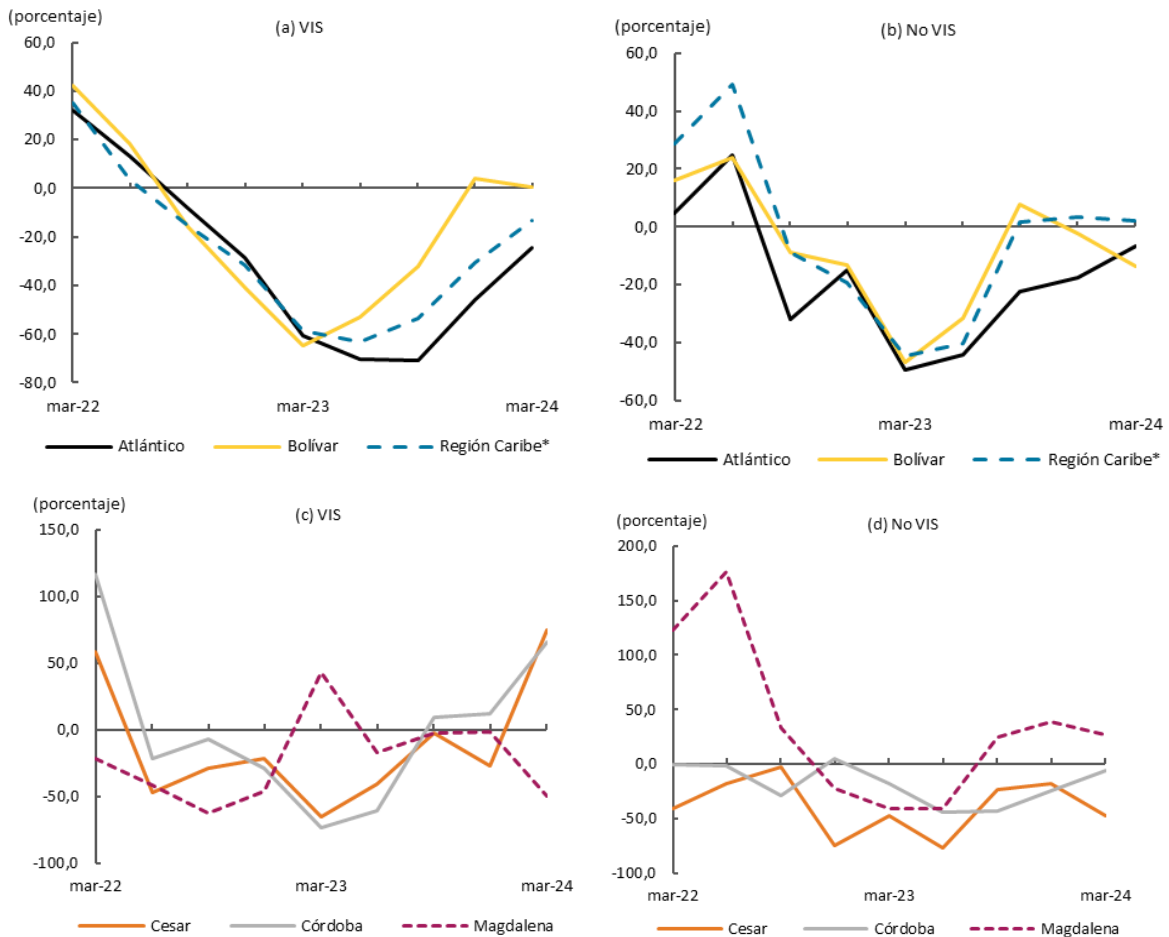 (porcentaje)
(a) VIS
60,0
40,0
20,0
0,0
-20,0
-40,0
-60,0
-80,0
mar-22 mar-23 mar-24
Atlántico Bolívar Región Caribe*
(porcentaje)
(b) No VIS
60,0
40,0
20,0
0,0
-20,0
-40,0
-60,0
mar-22 mar-23 mar-24
Atlántico Bolívar Región Caribe*
(porcentaje)
(c) VIS
150,0
100,0
50,0
0,0
-50,0
-100,0
mar-22 mar-23 mar-24
Cesar Córdoba Magdalena
(porcentaje)
(d) No VIS
200,0
150,0
100,0
50,0
0,0
-50,0
-100,0
mar-22 mar-23 mar-24
Cesar Córdoba Magdalena